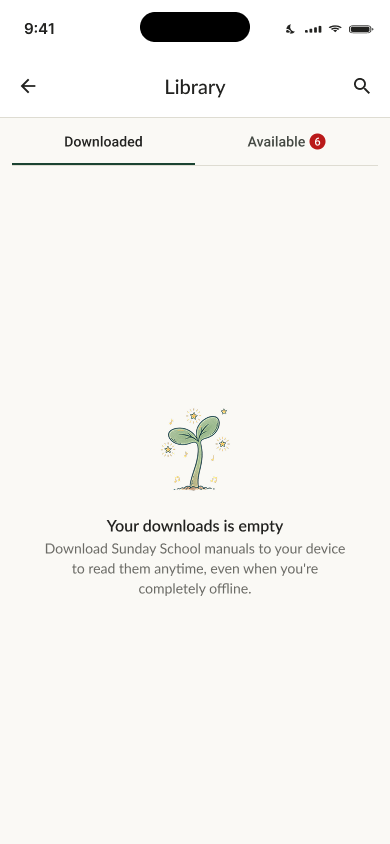 9:41
Library
Downloaded
Available 6
Your downloads is empty
Download Sunday School manuals to your device
to read them anytime, even when you're
completely offline.